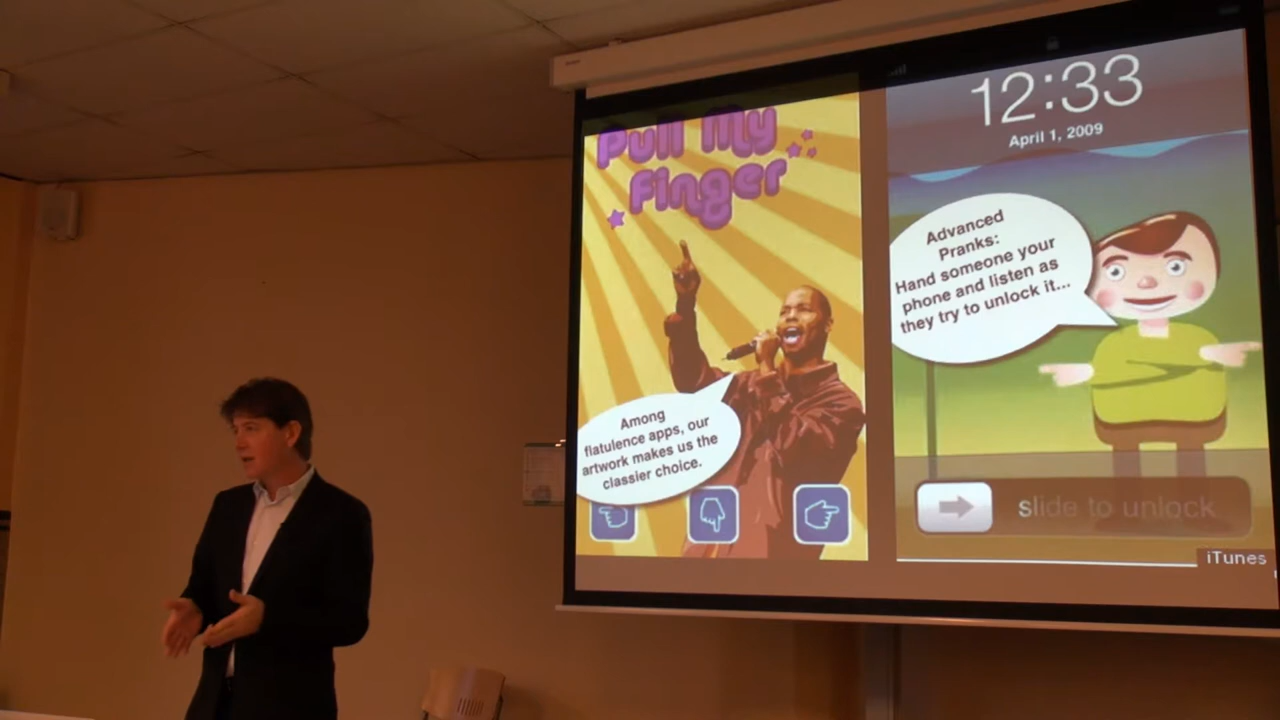 Pull My
Finger
Among
flatulence apps, our
artwork makes us the
classier choice.
12:33
April 1, 2009
Advanced
Pranks:
Hand someone your
phone and listen as
they try to unlock it...
slide to unlock
iTunes